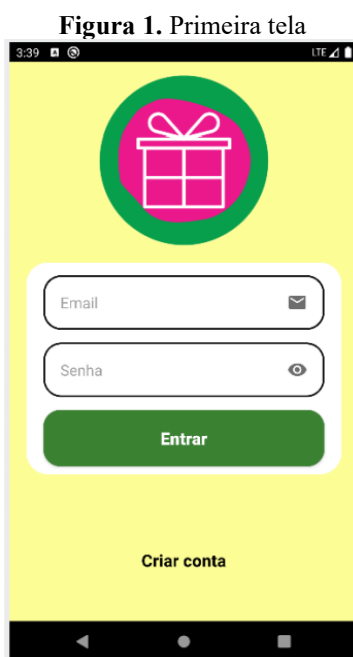 Figura 1. Primeira tela
3:39 LTE
Email
Senha
Entrar
Criar conta